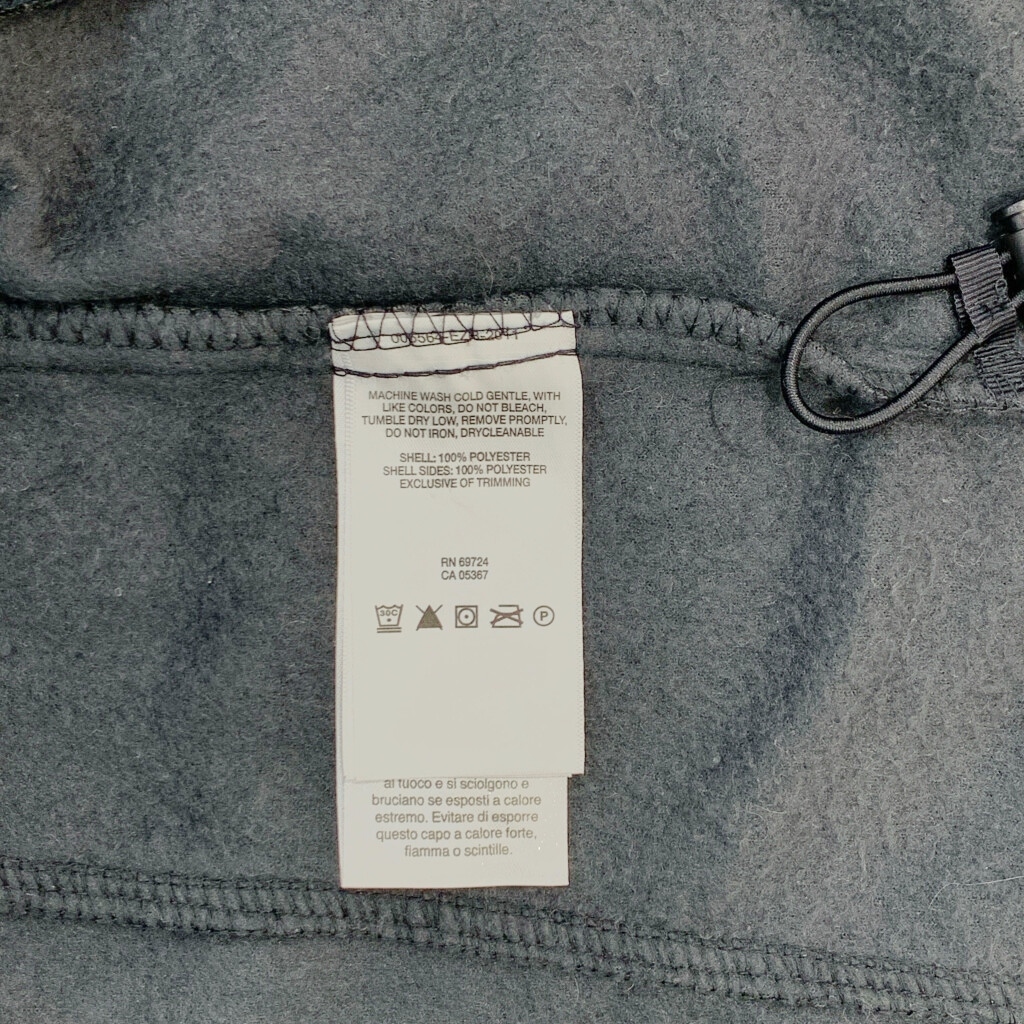 MACHINE WASH COLD GENTLE, WITH
LIKE COLORS, DO NOT BLEACH,
TUMBLE DRY LOW, REMOVE PROMPTLY,
DO NOT IRON, DRYCLEANABLE
SHELL: 100% POLYESTER
SHELL SIDES: 100% POLYESTER
EXCLUSIVE OF TRIMMING
RN 69724
CA 05367
30C
P
al fuoco e si sciolgono e
bruciano se esposti a calore
estremo. Evitare di esporre
questo capo a calore forte,
fiamma o scintille.